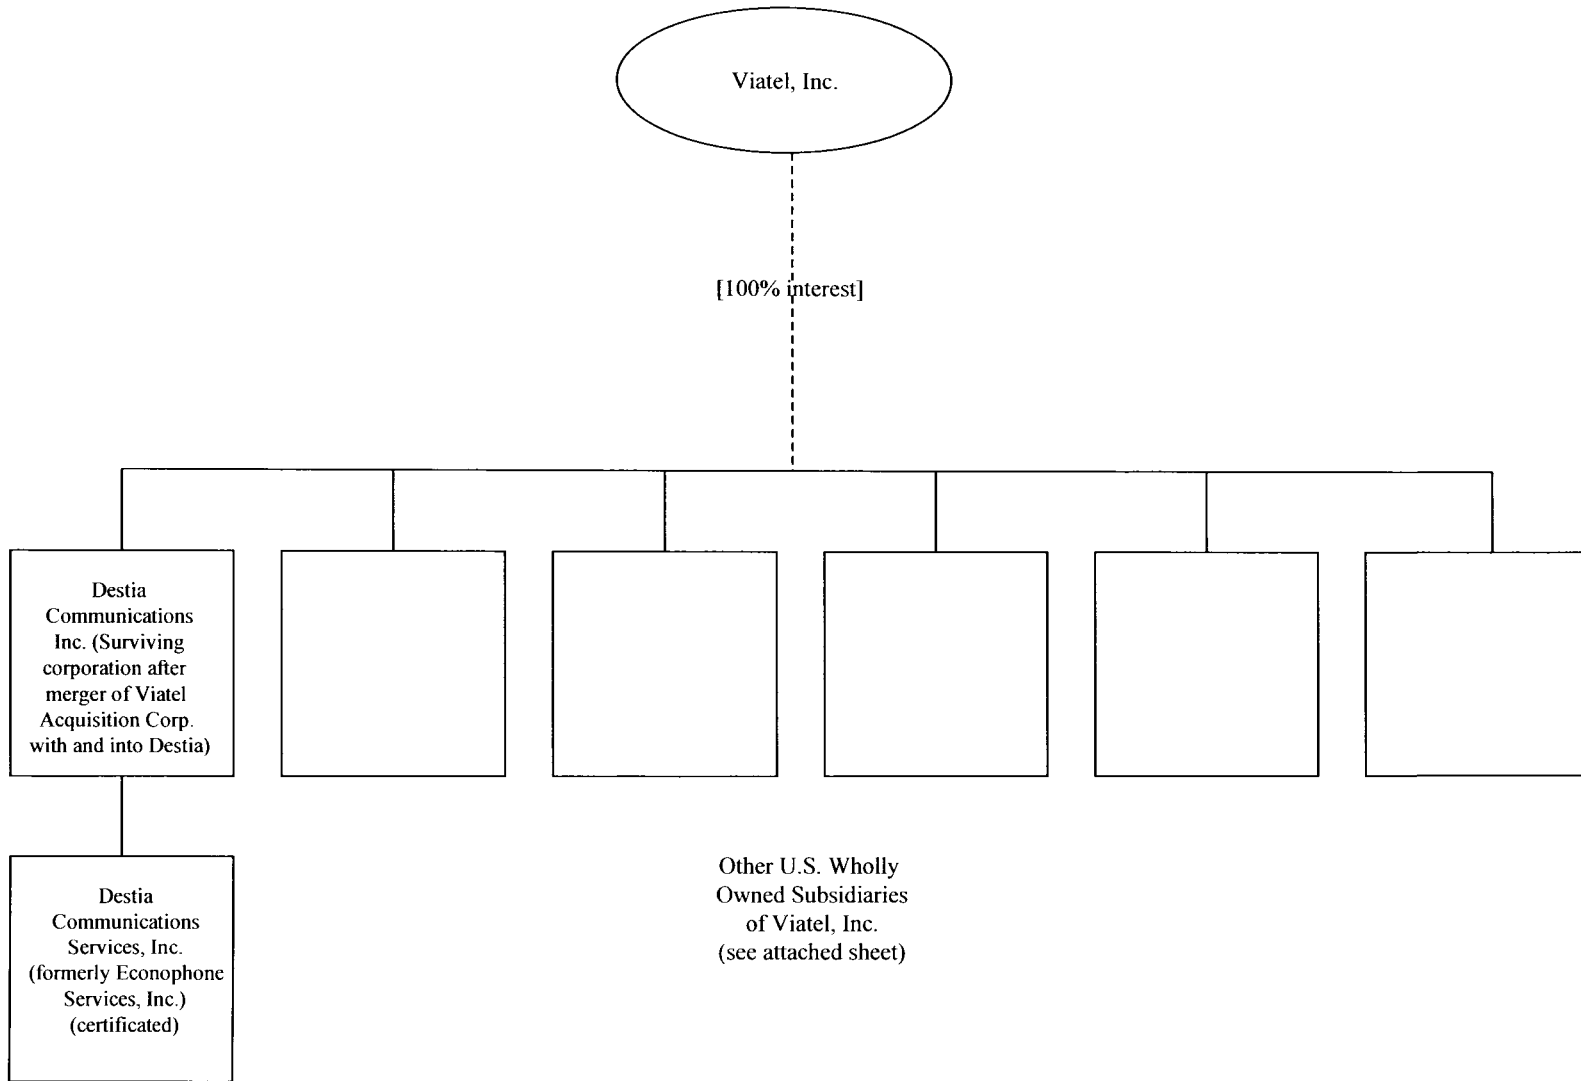 Viatel, Inc.
[100% interest]
Destia
Communications
Inc. (Surviving
corporation after
merger of Viatel
Acquisition Corp.
with and into Destia)
Destia
Communications
Services, Inc.
(formerly Econophone
Services, Inc.)
(certificated)
Other U.S. Wholly
Owned Subsidiaries
of Viatel, Inc.
(see attached sheet)